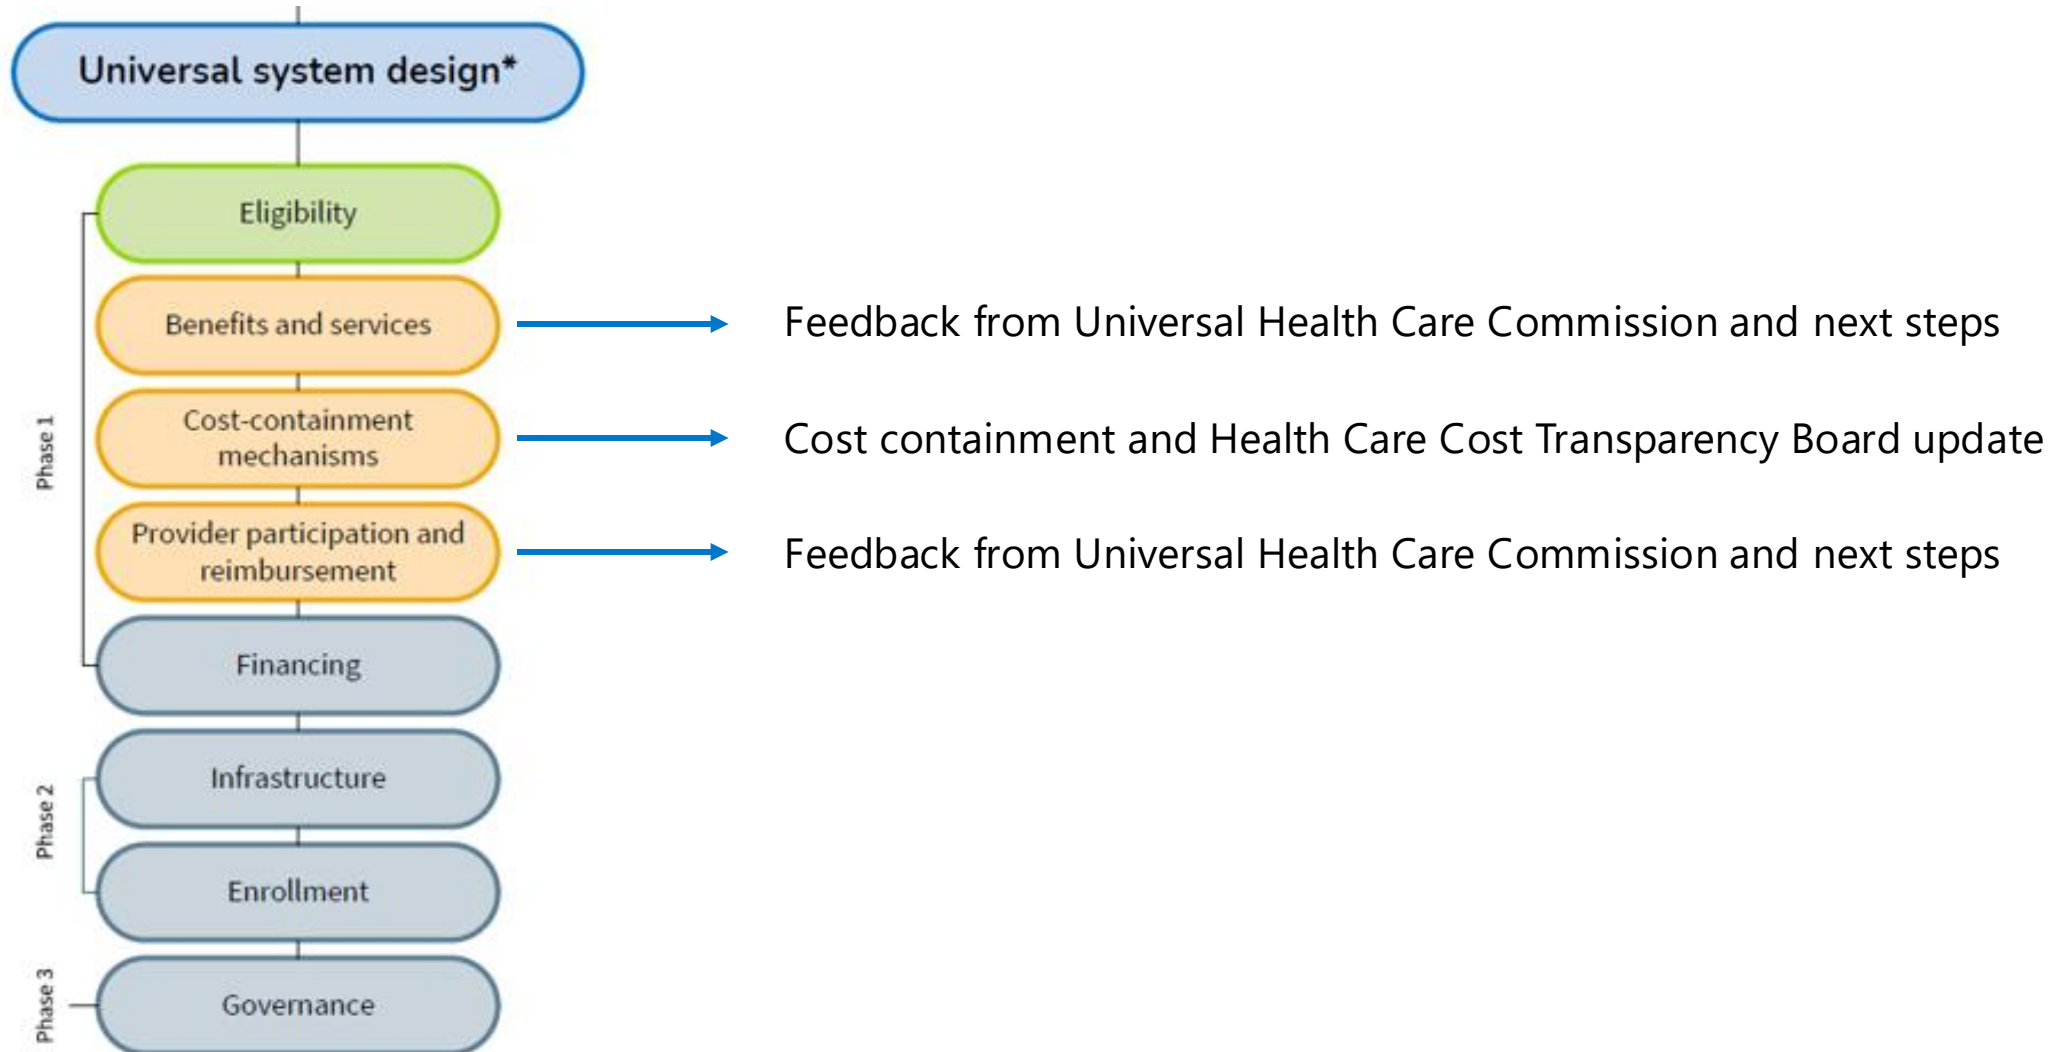 Universal system design*
Eligibility
Benefits and services
Feedback from Universal Health Care Commission and next steps
Phase 1
Cost-containment
mechanisms
Cost containment and Health Care Cost Transparency Board update
Provider participation and
reimbursement
Feedback from Universal Health Care Commission and next steps
Financing
Phase 2
Infrastructure
Enrollment
Phase 3
Governance